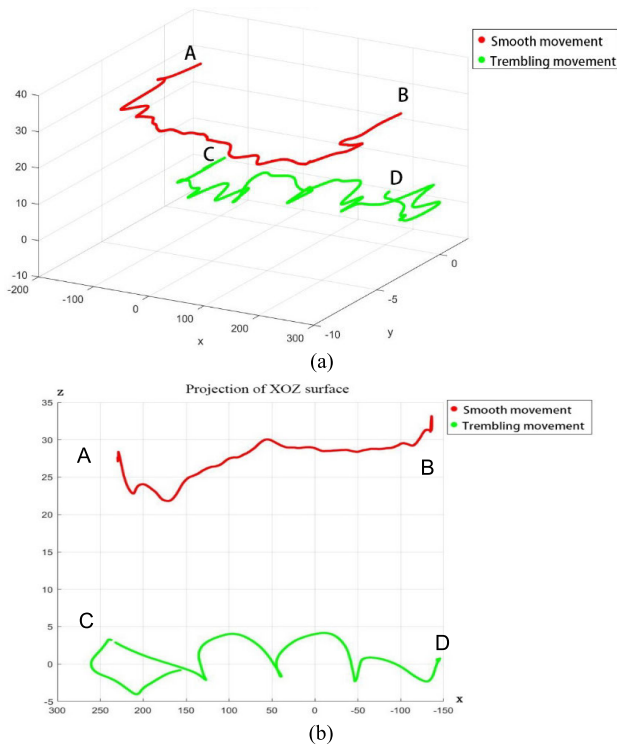 Smooth movement
Trembling movement
A
B
C
D
40
30
20
10
0
-10
-200
-100
0
100
200
300
x
-10
-5
0
y
(a)
Projection of XOZ surface
z
Smooth movement
Trembling movement
35
30
25
20
15
10
5
0
-5
A
B
C
D
300 250 200 150 100 50 0 -50 -100 -150
x
(b)